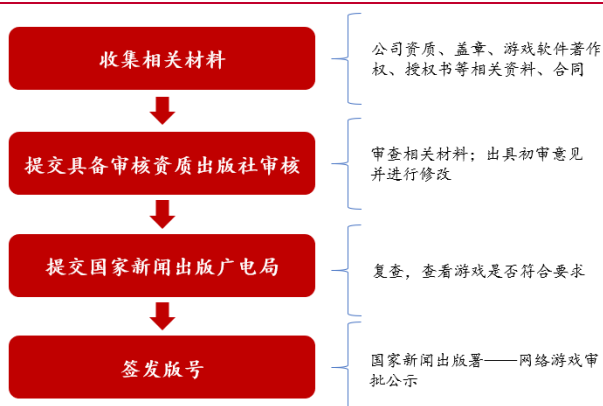 收集相关材料
公司资质、盖章、游戏软件著作
权、授权书等相关资料、合同
提交具备审核资质出版社审核
审查相关材料；出具初审意见
并进行修改
提交国家新闻出版广电局
复查，查看游戏是否符合要求
签发版号
国家新闻出版署——网络游戏审
批公示